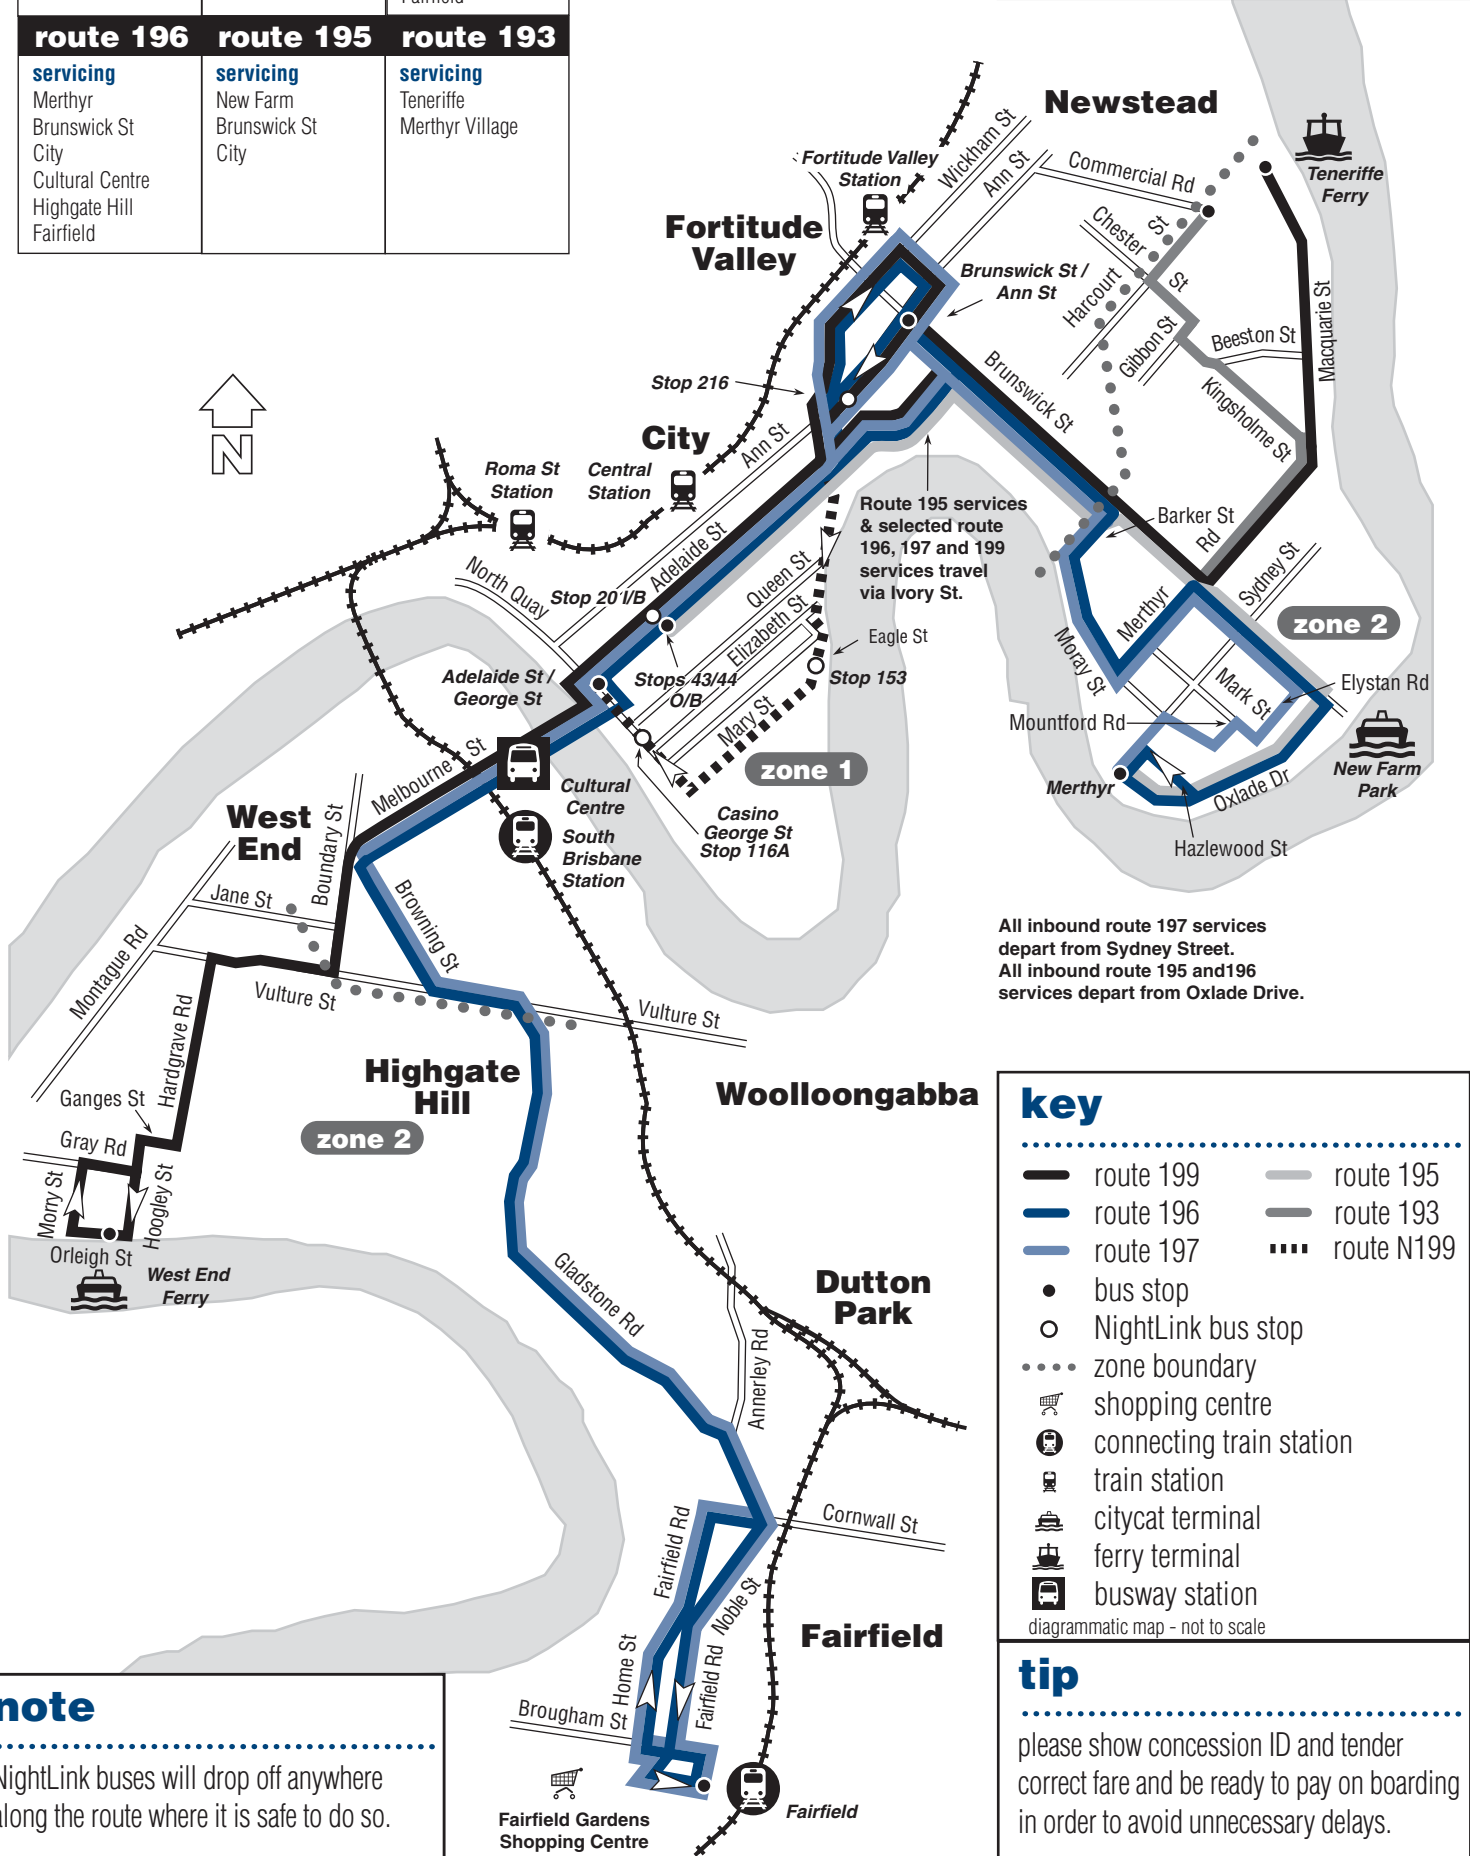 Fairfield
route 196
servicing
Merthyr
Brunswick St
City
Cultural Centre
Highgate Hill
Fairfield
route 195
servicing
New Farm
Brunswick St
City
route 193
servicing
Teneriffe
Merthyr Village
Newstead
Wickham St
Ann St
Commercial Rd
Teneriffe
Ferry
Fortitude Valley
Station
Fortitude
Valley
Chester
St
Harcourt
St
Gibbon St
Beeston St
Macquarie St
Kingsholme St
Brunswick St /
Ann St
Brunswick St
Stop 216
City
Ann St
Roma St
Station
Central
Station
N
Route 195 services
& selected route
196, 197 and 199
services travel
via Ivory St.
Barker St
Rd
Sydney St
Merthyr
zone 2
Moray St
Mark St
Elystan Rd
Mountford Rd
Merthyr
New Farm
Park
Oxlade Dr
Hazlewood St
North Quay
Stop 20 I/B
Adelaide St
Queen St
Elizabeth St
Eagle St
Stop 153
Mary St
Stops 43/44
O/B
Adelaide St /
George St
zone 1
Melbourne St
Cultural
Centre
Casino
George St
Stop 116A
South
Brisbane
Station
West
End
Boundary St
Jane St
Browning St
Montague Rd
Vulture St
Vulture St
Hardgrave Rd
Ganges St
Gray Rd
Morry St
Hoogley St
Orleigh St
West End
Ferry
Highgate
Hill
zone 2
Woolloongabba
All inbound route 197 services
depart from Sydney Street.
All inbound route 195 and196
services depart from Oxlade Drive.
Gladstone Rd
Annerley Rd
Dutton
Park
Cornwall St
Fairfield Rd
Noble St
Fairfield
Home St
Fairfield Rd
Brougham St
Fairfield Gardens
Shopping Centre
Fairfield
key
route 199
route 195
route 196
route 193
route 197
route N199
bus stop
NightLink bus stop
zone boundary
shopping centre
connecting train station
train station
citycat terminal
ferry terminal
busway station
diagrammatic map - not to scale
tip
please show concession ID and tender
correct fare and be ready to pay on boarding
in order to avoid unnecessary delays.
note
NightLink buses will drop off anywhere
along the route where it is safe to do so.